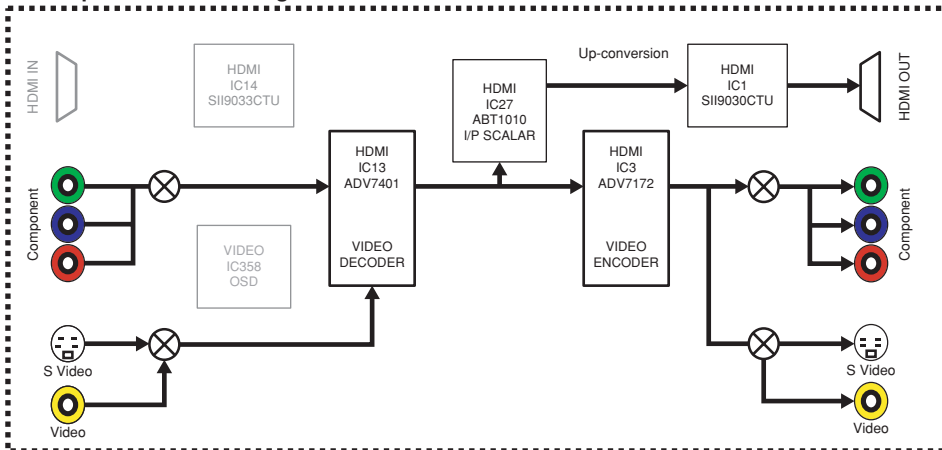 HDMI IN
HDMI
IC14
SII9033CTU
HDMI
IC27
ABT1010
I/P SCALAR
Up-conversion
HDMI
IC1
SII9030CTU
HDMI OUT
Component
HDMI
IC13
ADV7401
VIDEO
DECODER
VIDEO
IC358
OSD
HDMI
IC3
ADV7172
VIDEO
ENCODER
Component
S Video
Video
S Video
Video